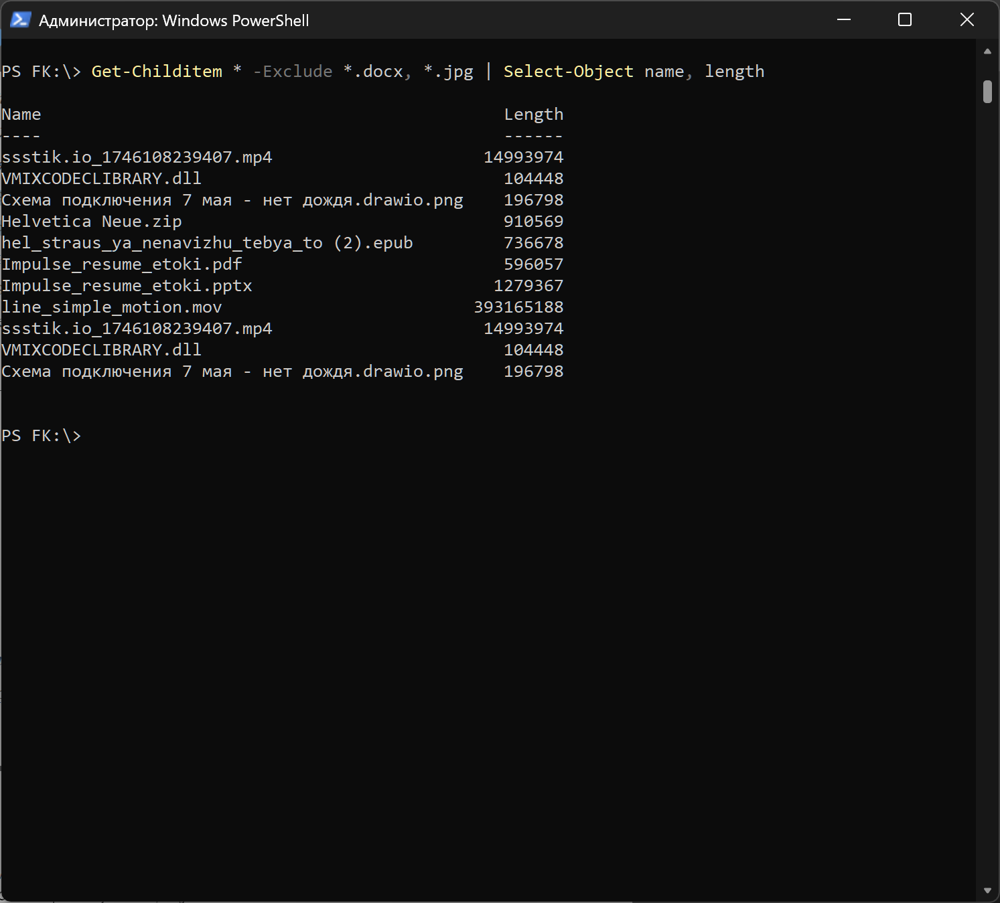 Администратор: Windows PowerShell
PS FK:\> Get-Childitem * -Exclude *.docx, *.jpg | Select-Object name, length
Name Length
---- ------
ssstik.io_1746108239407.mp4 14993974
VMIXCODECLIBRARY.dll 104448
Схема подключения 7 мая - нет дождя.drawio.png 196798
Helvetica Neue.zip 910569
hel_straus_ya_nenavizhu_tebya_to (2).epub 736678
Impulse_resume_etoki.pdf 596057
Impulse_resume_etoki.pptx 1279367
line_simple_motion.mov 393165188
ssstik.io_1746108239407.mp4 14993974
VMIXCODECLIBRARY.dll 104448
Схема подключения 7 мая - нет дождя.drawio.png 196798
PS FK:\>